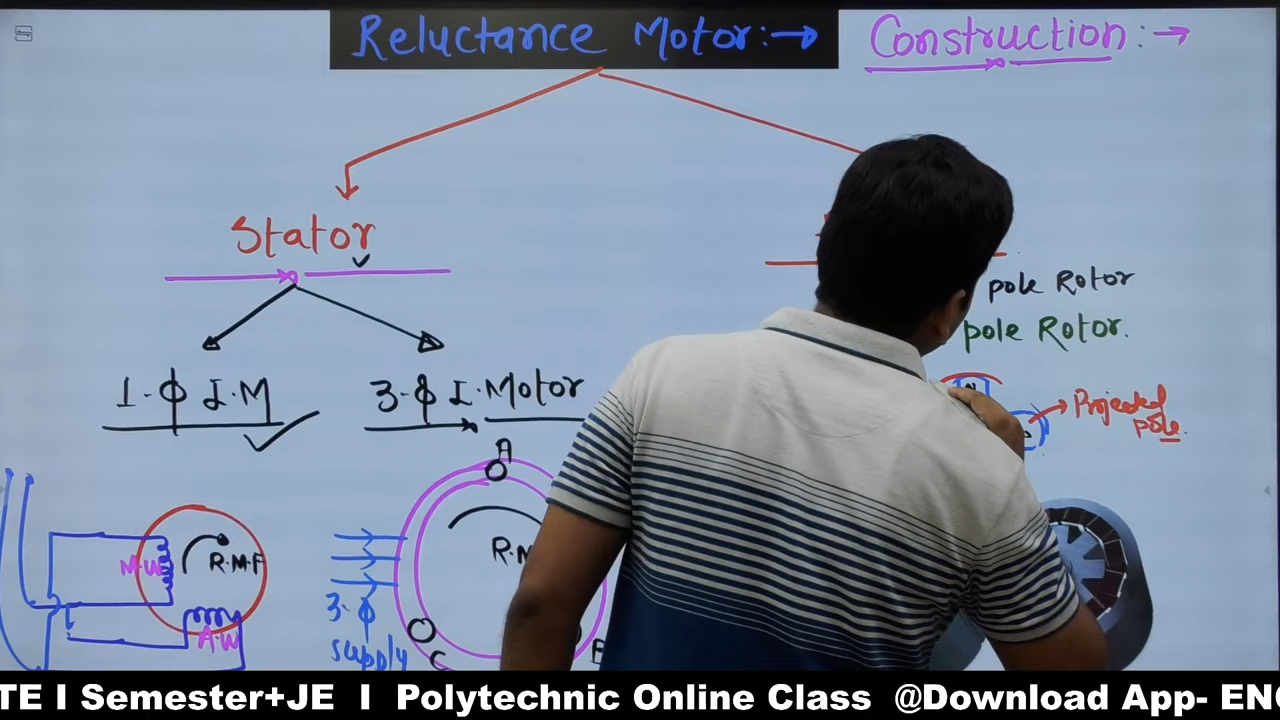 Reluctance Motor:→ Construction:→
Stator
pole Rotor
pole Rotor.
1-Φ I.M
3-Φ I.Motor
Projected
pole.
A
M.W
R.M.F
A.W
3-Φ
supply
C
TE I Semester+JE I Polytechnic Online Class @Download App- EN